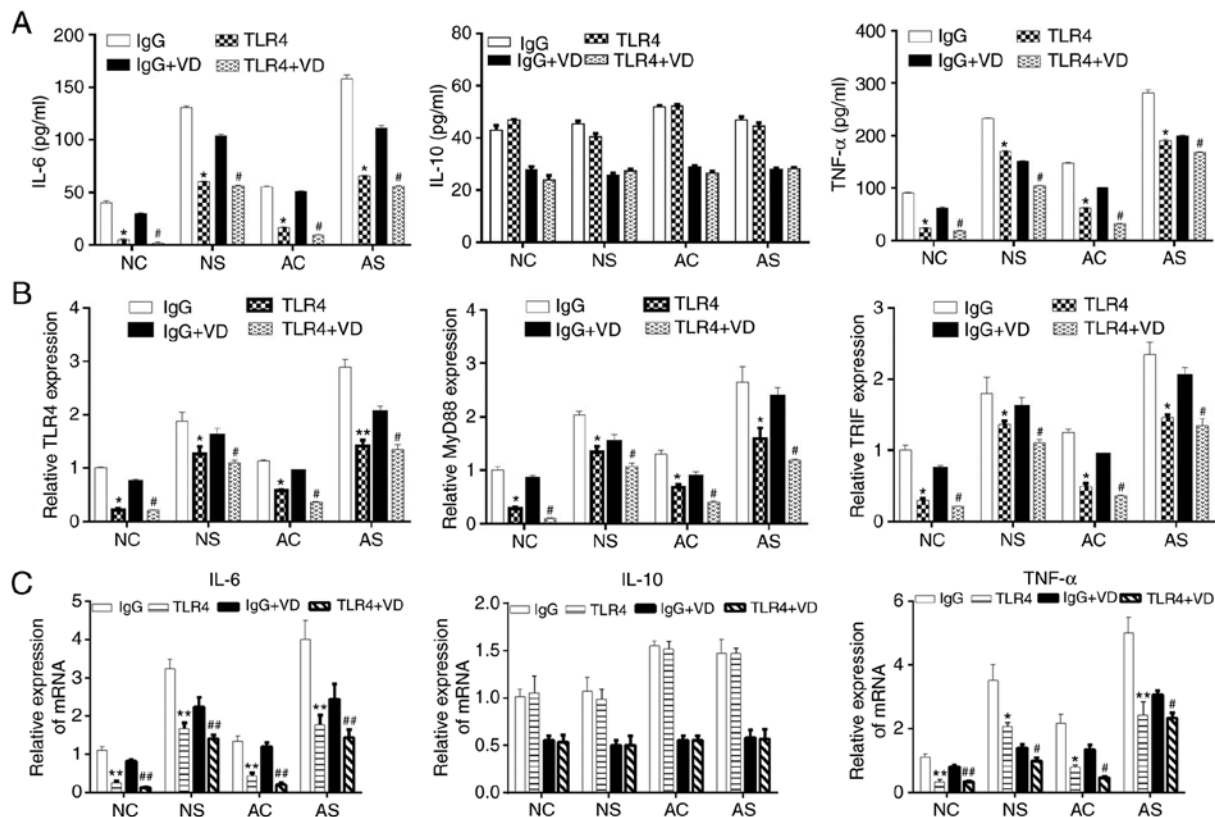 A
IgG
TLR4
IgG+VD
TLR4+VD
IL-6 (pg/ml)
200
150
100
50
0
*
#
*
#
*
#
*
#
NC NS AC AS
IgG
TLR4
IgG+VD
TLR4+VD
IL-10 (pg/ml)
80
60
40
20
0
NC NS AC AS
IgG
TLR4
IgG+VD
TLR4+VD
TNF-α (pg/ml)
400
300
200
100
0
*
#
*
#
*
#
*
#
NC NS AC AS
B
IgG
TLR4
IgG+VD
TLR4+VD
Relative TLR4 expression
4
3
2
1
0
*
#
*
#
*
#
**
#
NC NS AC AS
IgG
TLR4
IgG+VD
TLR4+VD
Relative MyD88 expression
4
3
2
1
0
*
#
*
#
*
#
*
#
NC NS AC AS
IgG
TLR4
IgG+VD
TLR4+VD
Relative TRIF expression
3
2
1
0
*
#
*
#
*
#
*
#
NC NS AC AS
C
IL-6
IgG TLR4 IgG+VD TLR4+VD
Relative expression
of mRNA
5
4
3
2
1
0
**
##
**
##
**
##
**
##
NC NS AC AS
IL-10
IgG TLR4 IgG+VD TLR4+VD
Relative expression
of mRNA
2.0
1.5
1.0
0.5
0.0
NC NS AC AS
TNF-α
IgG TLR4 IgG+VD TLR4+VD
Relative expression
of mRNA
6
4
2
0
**
##
*
#
*
#
**
#
NC NS AC AS